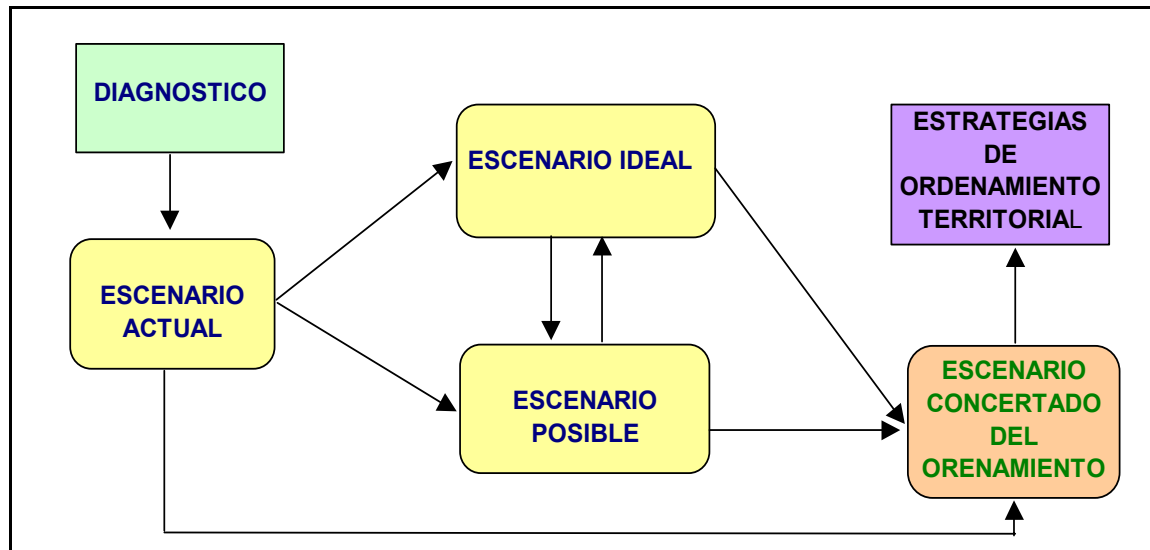 DIAGNOSTICO
ESCENARIO
ACTUAL
ESCENARIO IDEAL
ESCENARIO
POSIBLE
ESTRATEGIAS
DE
ORDENAMIENTO
TERRITORIAL
ESCENARIO
CONCERTADO
DEL
ORENAMIENTO